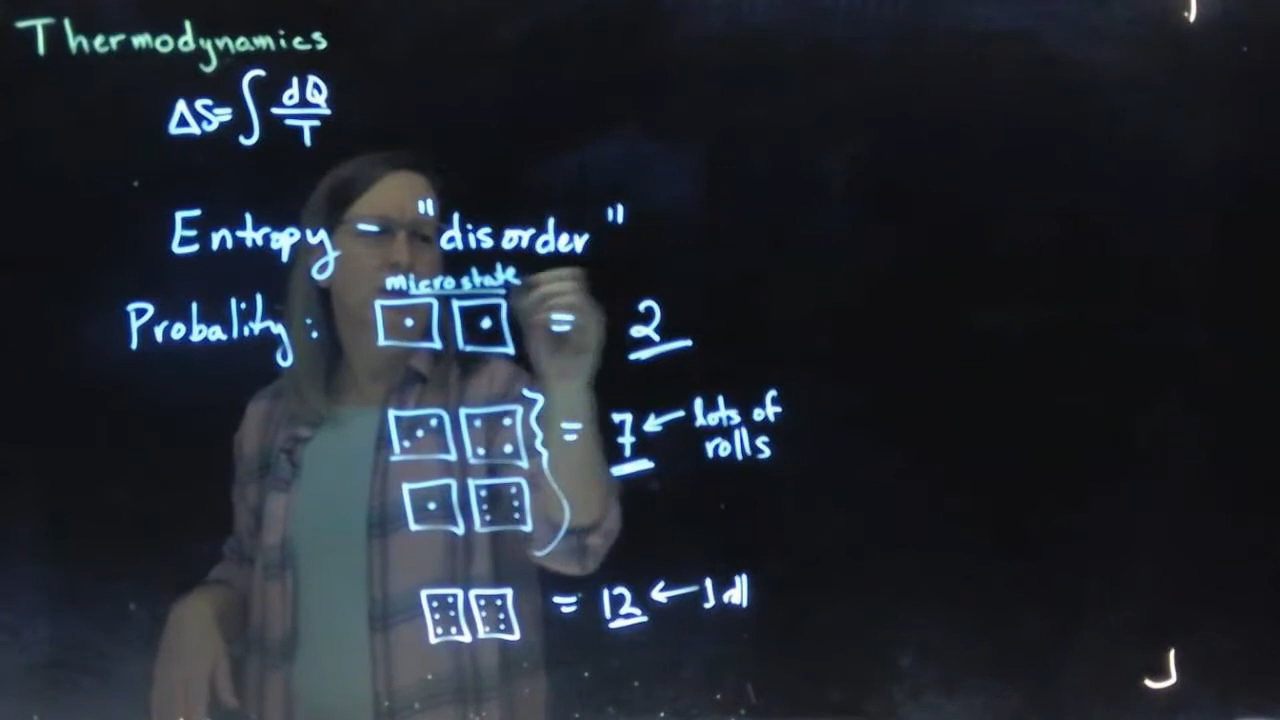 Thermodynamics
ΔS = ∫ dQ/T
Entropy - "disorder"
microstate
Probality: = 2
= 7 ← lots of
rolls
= 12 ← 1 roll